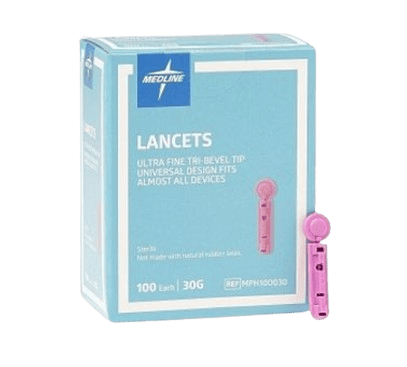 MEDLINE
LANCETS
ULTRA FINE TRI-BEVEL TIP
UNIVERSAL DESIGN FITS
ALMOST ALL DEVICES
Sterile
Not made with natural rubber latex
100 Each | 30G
REF MPH100030